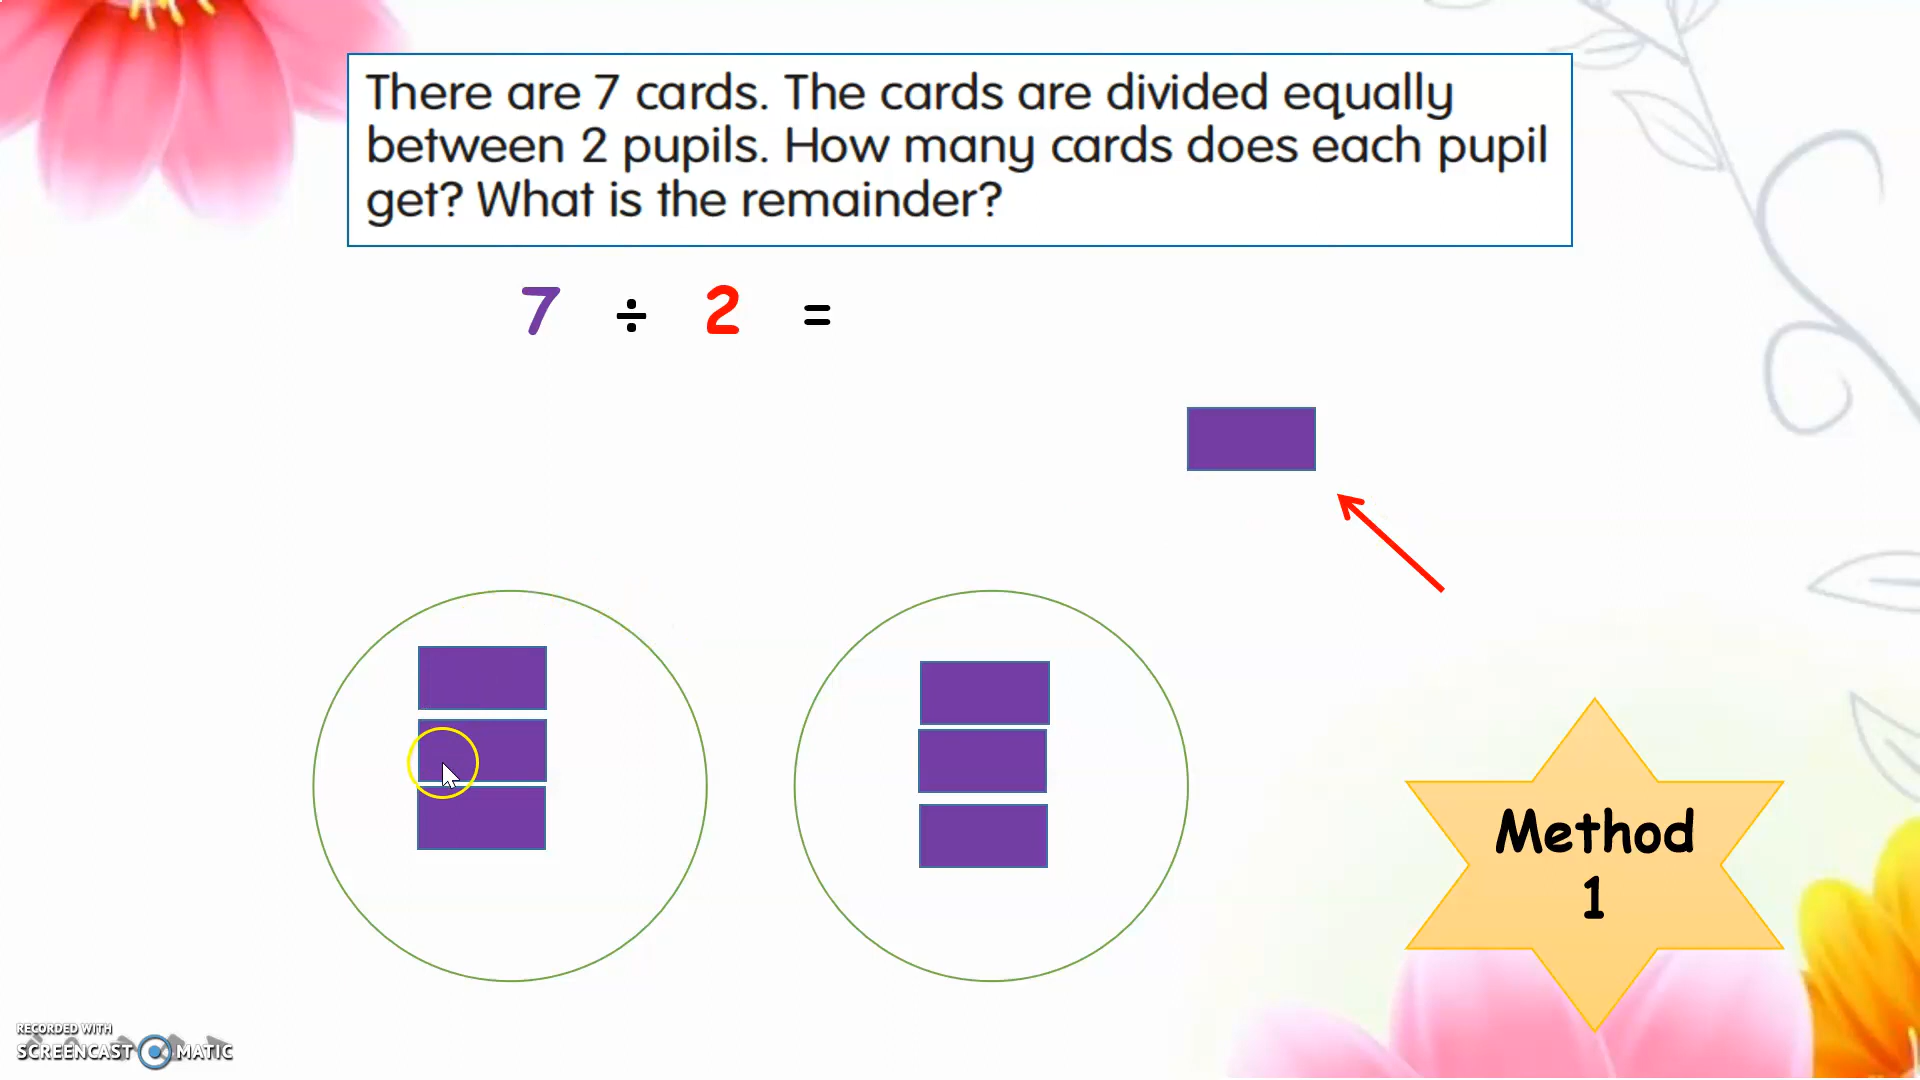 There are 7 cards. The cards are divided equally
between 2 pupils. How many cards does each pupil
get? What is the remainder?
7 ÷ 2 =
Method
1
RECORDED WITH
SCREENCAST MATIC